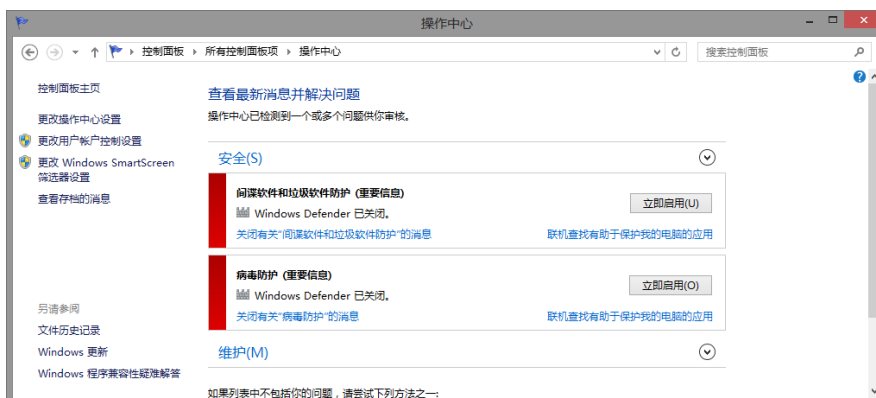 操作中心
控制面板 所有控制面板项 操作中心
搜索控制面板
控制面板主页
更改操作中心设置
更改用户帐户控制设置
更改 Windows SmartScreen
筛选器设置
查看存档的消息
另请参阅
文件历史记录
Windows 更新
Windows 程序兼容性疑难解答
查看最新消息并解决问题
操作中心已检测到一个或多个问题供你审核。
安全(S)
间谍软件和垃圾软件防护 (重要信息)
Windows Defender 已关闭。
立即启用(U)
关闭有关“间谍软件和垃圾软件防护”的消息
联机查找有助于保护我的电脑的应用
病毒防护 (重要信息)
Windows Defender 已关闭。
立即启用(O)
关闭有关“病毒防护”的消息
联机查找有助于保护我的电脑的应用
维护(M)
如果列表中不包括你的问题，请尝试下列方法之一: